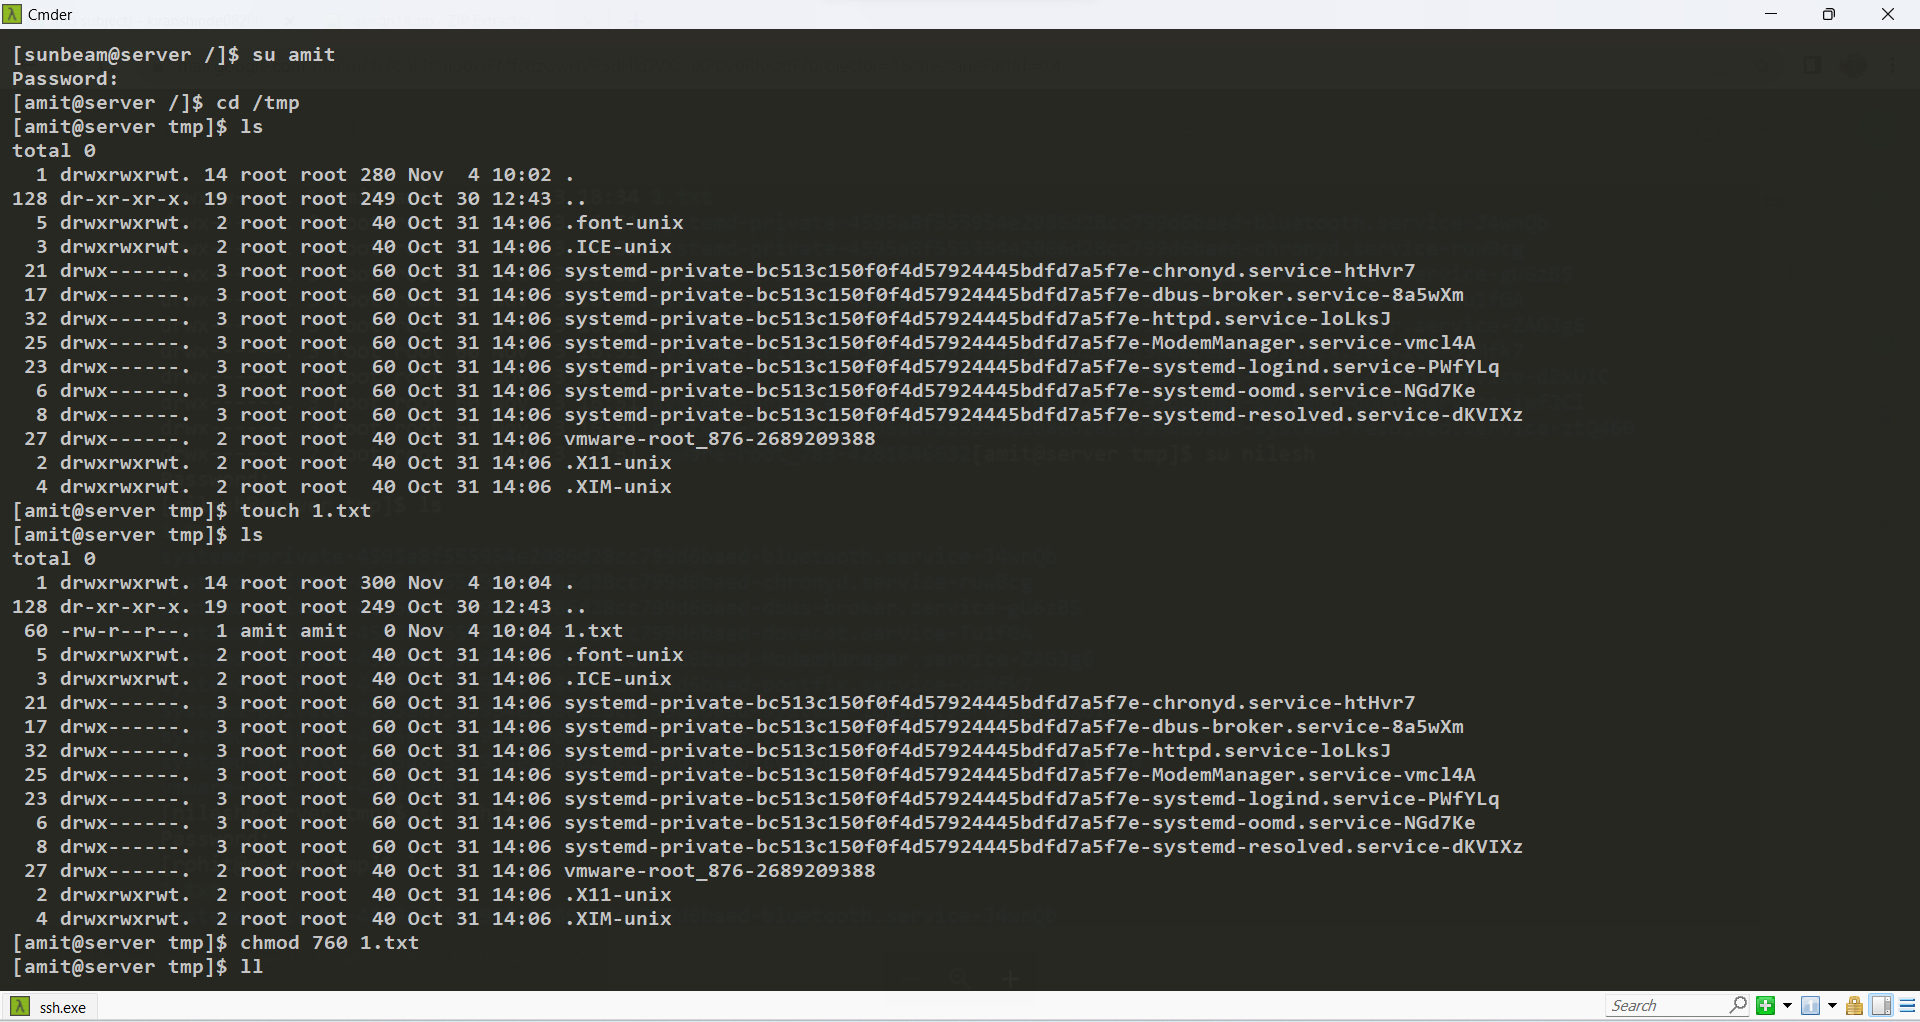 Cmder
[sunbeam@server /]$ su amit
Password:
[amit@server /]$ cd /tmp
[amit@server tmp]$ ls
total 0
  1 drwxrwxrwt. 14 root root 280 Nov  4 10:02 .
128 dr-xr-xr-x. 19 root root 249 Oct 30 12:43 ..
  5 drwxrwxrwt.  2 root root  40 Oct 31 14:06 .font-unix
  3 drwxrwxrwt.  2 root root  40 Oct 31 14:06 .ICE-unix
 21 drwx------.  3 root root  60 Oct 31 14:06 systemd-private-bc513c150f0f4d57924445bdfd7a5f7e-chronyd.service-htHvr7
 17 drwx------.  3 root root  60 Oct 31 14:06 systemd-private-bc513c150f0f4d57924445bdfd7a5f7e-dbus-broker.service-8a5wXm
 32 drwx------.  3 root root  60 Oct 31 14:06 systemd-private-bc513c150f0f4d57924445bdfd7a5f7e-httpd.service-loLksJ
 25 drwx------.  3 root root  60 Oct 31 14:06 systemd-private-bc513c150f0f4d57924445bdfd7a5f7e-ModemManager.service-vmcl4A
 23 drwx------.  3 root root  60 Oct 31 14:06 systemd-private-bc513c150f0f4d57924445bdfd7a5f7e-systemd-logind.service-PWfYLq
  6 drwx------.  3 root root  60 Oct 31 14:06 systemd-private-bc513c150f0f4d57924445bdfd7a5f7e-systemd-oomd.service-NGd7Ke
  8 drwx------.  3 root root  60 Oct 31 14:06 systemd-private-bc513c150f0f4d57924445bdfd7a5f7e-systemd-resolved.service-dKVIXz
 27 drwx------.  2 root root  40 Oct 31 14:06 vmware-root_876-2689209388
  2 drwxrwxrwt.  2 root root  40 Oct 31 14:06 .X11-unix
  4 drwxrwxrwt.  2 root root  40 Oct 31 14:06 .XIM-unix
[amit@server tmp]$ touch 1.txt
[amit@server tmp]$ ls
total 0
  1 drwxrwxrwt. 14 root root 300 Nov  4 10:04 .
128 dr-xr-xr-x. 19 root root 249 Oct 30 12:43 ..
 60 -rw-r--r--.  1 amit amit   0 Nov  4 10:04 1.txt
  5 drwxrwxrwt.  2 root root  40 Oct 31 14:06 .font-unix
  3 drwxrwxrwt.  2 root root  40 Oct 31 14:06 .ICE-unix
 21 drwx------.  3 root root  60 Oct 31 14:06 systemd-private-bc513c150f0f4d57924445bdfd7a5f7e-chronyd.service-htHvr7
 17 drwx------.  3 root root  60 Oct 31 14:06 systemd-private-bc513c150f0f4d57924445bdfd7a5f7e-dbus-broker.service-8a5wXm
 32 drwx------.  3 root root  60 Oct 31 14:06 systemd-private-bc513c150f0f4d57924445bdfd7a5f7e-httpd.service-loLksJ
 25 drwx------.  3 root root  60 Oct 31 14:06 systemd-private-bc513c150f0f4d57924445bdfd7a5f7e-ModemManager.service-vmcl4A
 23 drwx------.  3 root root  60 Oct 31 14:06 systemd-private-bc513c150f0f4d57924445bdfd7a5f7e-systemd-logind.service-PWfYLq
  6 drwx------.  3 root root  60 Oct 31 14:06 systemd-private-bc513c150f0f4d57924445bdfd7a5f7e-systemd-oomd.service-NGd7Ke
  8 drwx------.  3 root root  60 Oct 31 14:06 systemd-private-bc513c150f0f4d57924445bdfd7a5f7e-systemd-resolved.service-dKVIXz
 27 drwx------.  2 root root  40 Oct 31 14:06 vmware-root_876-2689209388
  2 drwxrwxrwt.  2 root root  40 Oct 31 14:06 .X11-unix
  4 drwxrwxrwt.  2 root root  40 Oct 31 14:06 .XIM-unix
[amit@server tmp]$ chmod 760 1.txt
[amit@server tmp]$ ll
ssh.exe
Search